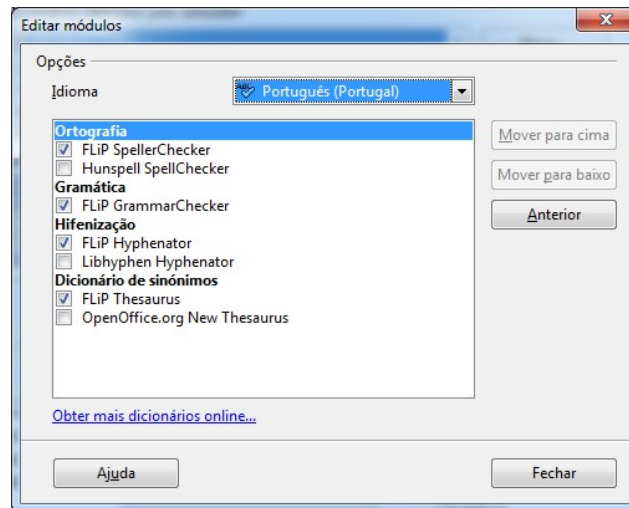 Editar módulos
Opções
Idioma
Português (Portugal)
Ortografia
FLiP SpellerChecker
Hunspell SpellChecker
Gramática
FLiP GrammarChecker
Hifenização
FLiP Hyphenator
Libhyphen Hyphenator
Dicionário de sinónimos
FLiP Thesaurus
OpenOffice.org New Thesaurus
Mover para cima
Mover para baixo
Anterior
Obter mais dicionários online...
Ajuda
Fechar